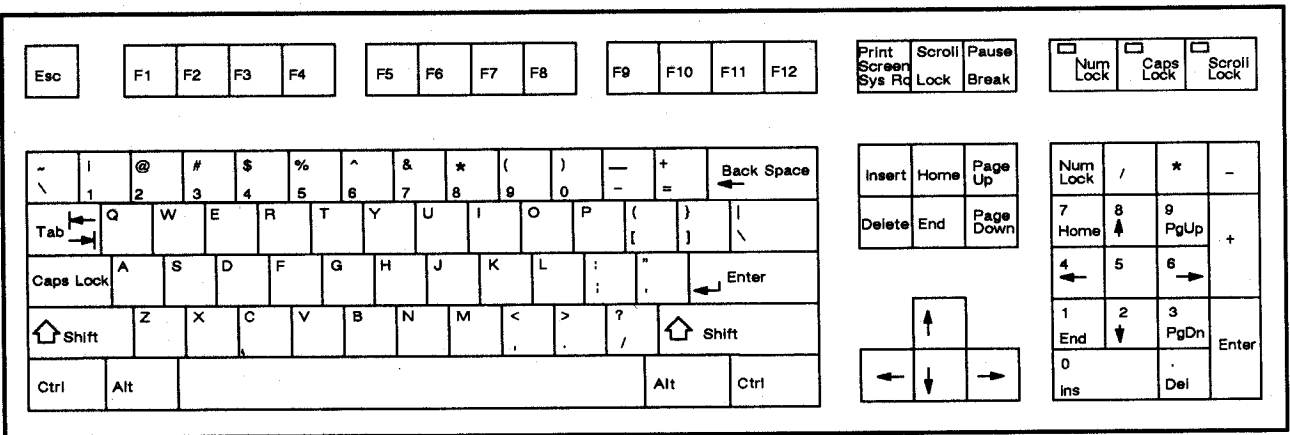 Esc F1 F2 F3 F4 F5 F6 F7 F8 F9 F10 F11 F12
Print Scroll Pause
Screen
Sys Rq Lock Break
Num Caps Scroll
Lock Lock Lock
~ ! @ # $ % ^ & * ( ) — +
\ 1 2 3 4 5 6 7 8 9 0 - =
Back Space
Insert Home Page
Up
Num
Lock / * -
Tab Q W E R T Y U I O P { } |
[ ] \
Delete End Page
Down
7 8 9
Home PgUp
+
Caps Lock A S D F G H J K L : "
; ' Enter
4 5 6
Shift Z X C V B N M < > ?
, . / Shift
1 2 3
End PgDn
Enter
Ctrl Alt Alt Ctrl
0 .
Ins Del